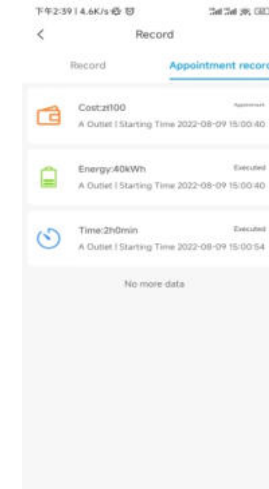 下午2:39 | 4.6K/s
Record
Record Appointment record
Cost:zł100 Appointment
A Outlet | Starting Time 2022-08-09 15:00:40
Energy:40kWh Executed
A Outlet | Starting Time 2022-08-09 15:00:40
Time:2h0min Executed
A Outlet | Starting Time 2022-08-09 15:00:54
No more data